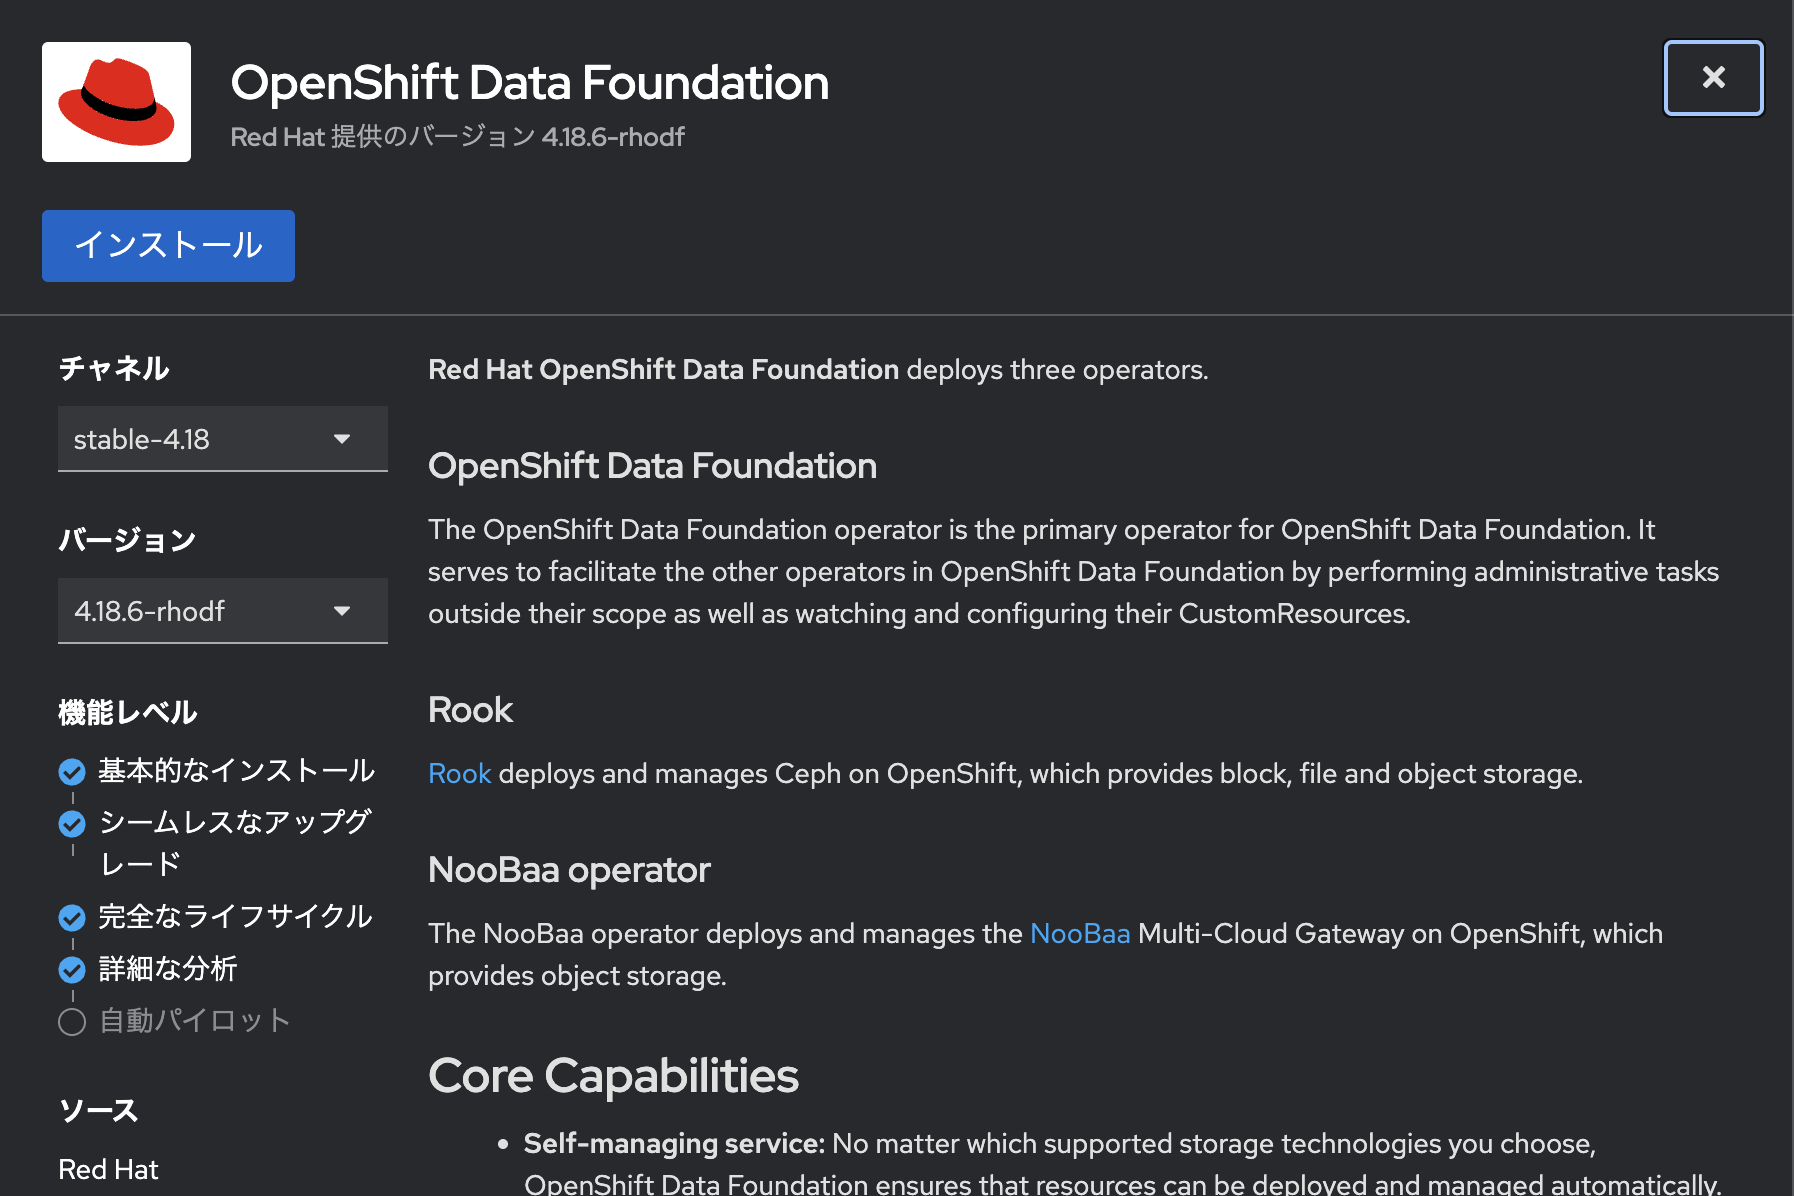 OpenShift Data Foundation
Red Hat 提供のバージョン 4.18.6-rhodf
インストール
チャネル
stable-4.18
バージョン
4.18.6-rhodf
機能レベル
基本的なインストール
シームレスなアップグ
レード
完全なライフサイクル
詳細な分析
自動パイロット
ソース
Red Hat
Red Hat OpenShift Data Foundation deploys three operators.
OpenShift Data Foundation
The OpenShift Data Foundation operator is the primary operator for OpenShift Data Foundation. It
serves to facilitate the other operators in OpenShift Data Foundation by performing administrative tasks
outside their scope as well as watching and configuring their CustomResources.
Rook
Rook deploys and manages Ceph on OpenShift, which provides block, file and object storage.
NooBaa operator
The NooBaa operator deploys and manages the NooBaa Multi-Cloud Gateway on OpenShift, which
provides object storage.
Core Capabilities
• Self-managing service: No matter which supported storage technologies you choose,
OpenShift Data Foundation ensures that resources can be deployed and managed automatically.